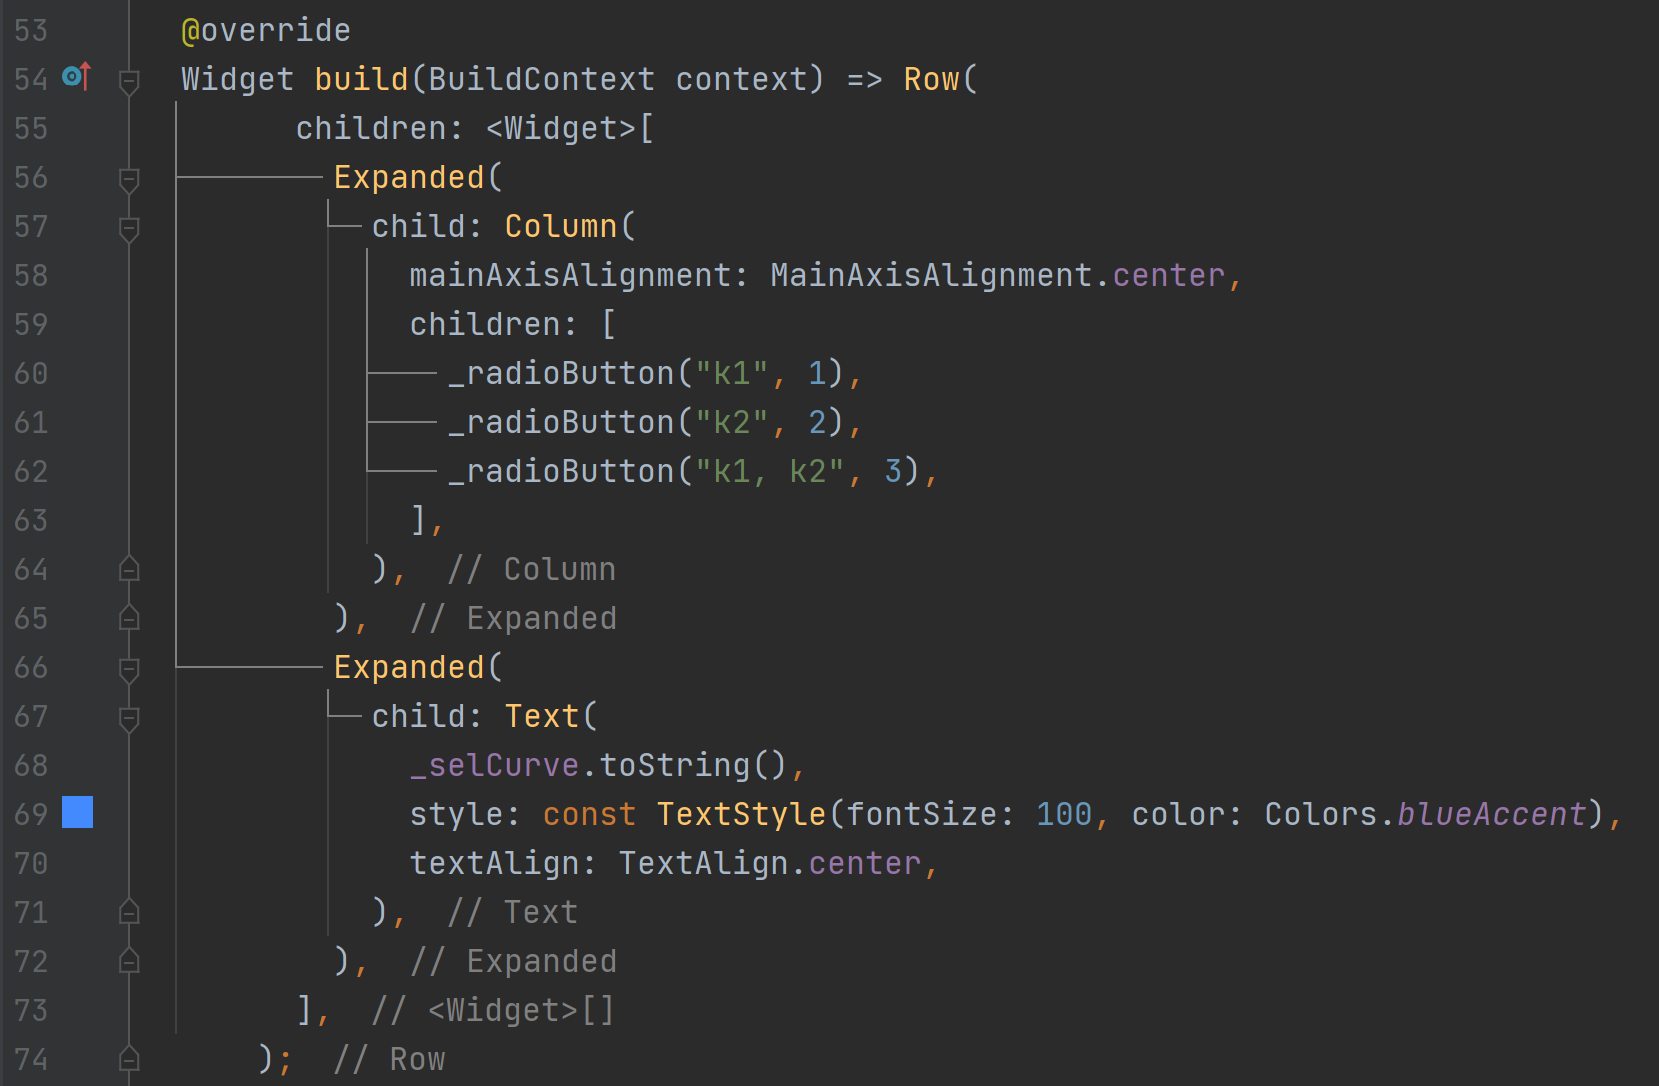 53 @override
54 Widget build(BuildContext context) => Row(
55 children: <Widget>[
56 Expanded(
57 child: Column(
58 mainAxisAlignment: MainAxisAlignment.center,
59 children: [
60 _radioButton("k1", 1),
61 _radioButton("k2", 2),
62 _radioButton("k1, k2", 3),
63 ],
64 ), // Column
65 ), // Expanded
66 Expanded(
67 child: Text(
68 _selCurve.toString(),
69 style: const TextStyle(fontSize: 100, color: Colors.blueAccent),
70 textAlign: TextAlign.center,
71 ), // Text
72 ), // Expanded
73 ], // <Widget>[]
74 ); // Row